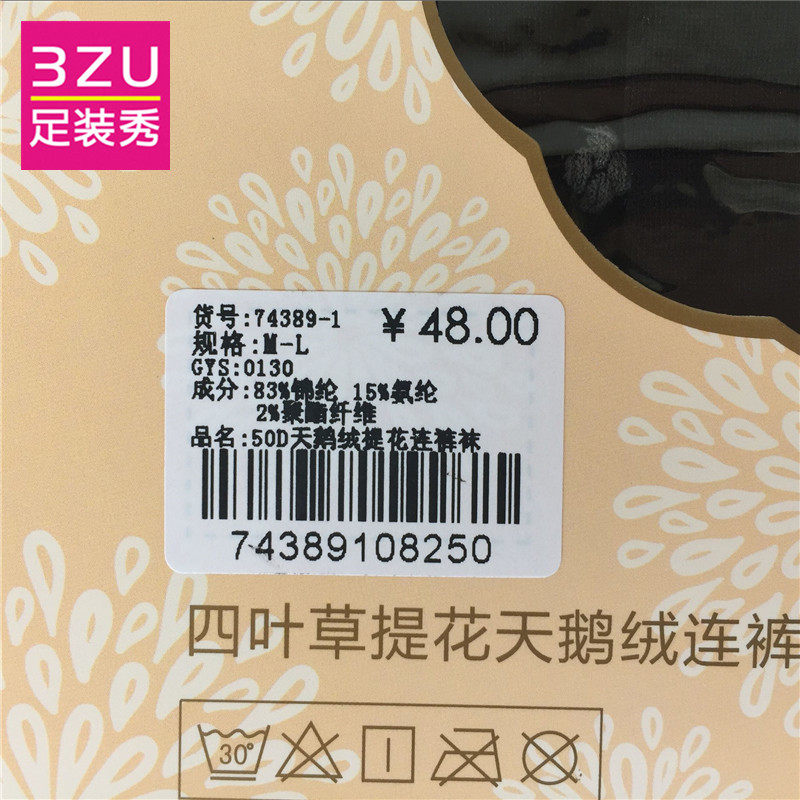 3ZU
足装秀
货号:74389-1
¥ 48.00
规格:M-L
GYS:0130
成分:83%锦纶 15%氨纶
2%聚酯纤维
品名:50D天鹅绒提花连裤袜
74389108250
四叶草提花天鹅绒连裤
30°